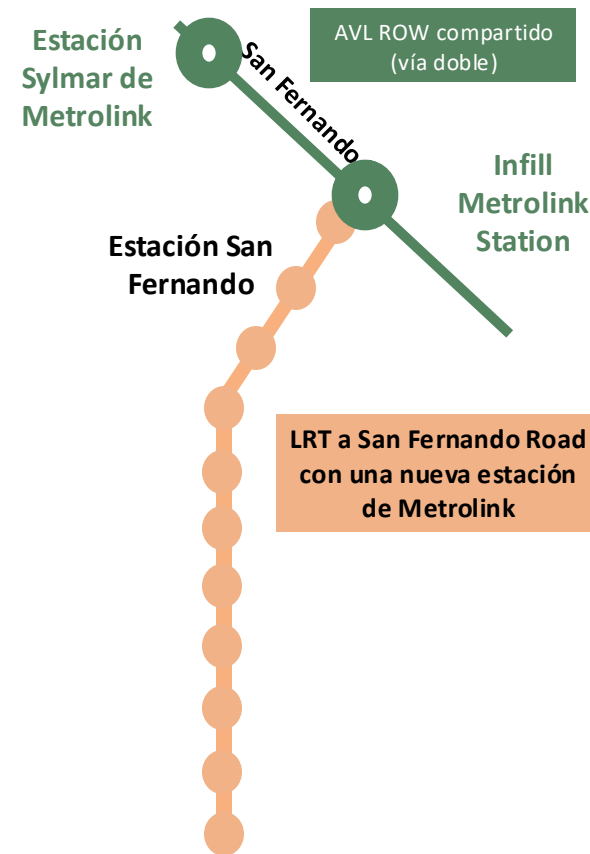 Estación
Sylmar de
Metrolink
San Fernando
AVL ROW compartido
(vía doble)
Infill
Metrolink
Station
Estación San
Fernando
LRT a San Fernando Road
con una nueva estación
de Metrolink